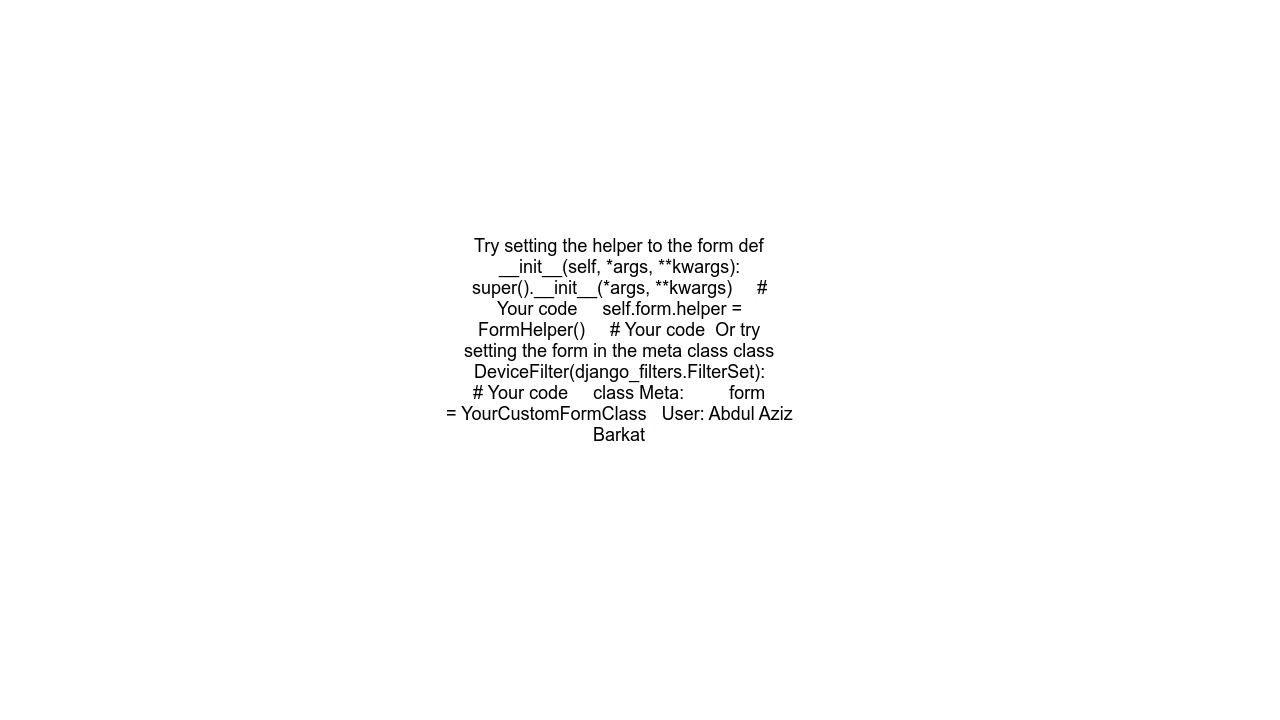 Try setting the helper to the form def
__init__(self, *args, **kwargs):
super().__init__(*args, **kwargs)     #
Your code     self.form.helper =
FormHelper()     # Your code  Or try
setting the form in the meta class class
DeviceFilter(django_filters.FilterSet):
# Your code     class Meta:         form
= YourCustomFormClass   User: Abdul Aziz
Barkat